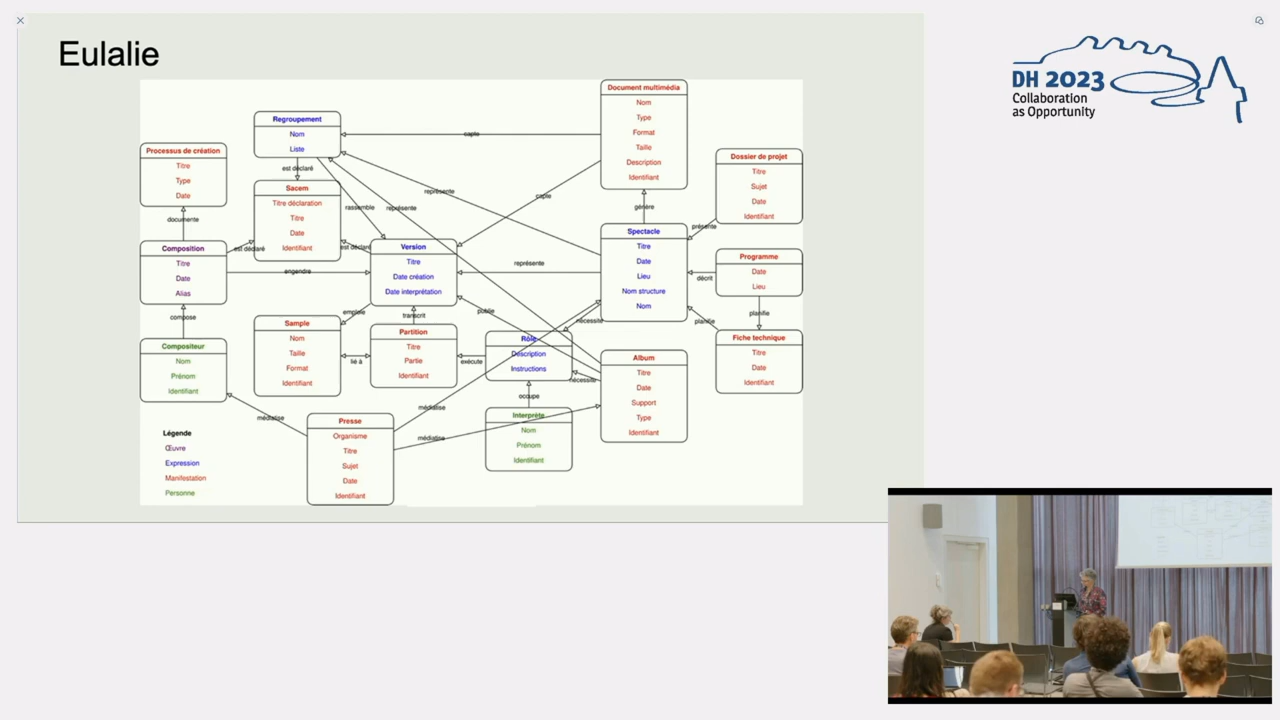 Eulalie
DH 2023
Collaboration
as Opportunity
Document multimédia
Nom
Type
Format
Taille
Description
Identifiant
Regroupement
Nom
Liste
capte
Processus de création
Titre
Type
Date
est déclaré
Sacem
Titre déclaration
Titre
Date
Identifiant
rassemble
représente
représente
capte
génère
Dossier de projet
Titre
Sujet
Date
Identifiant
présente
documente
Composition
Titre
Date
Alias
est déclaré
est déclaré
engendre
Version
Titre
Date création
Date interprétation
représente
Spectacle
Titre
Date
Lieu
Nom structure
Nom
décrit
Programme
Date
Lieu
planifie
planifie
compose
emploie
transcrit
publie
nécessite
Compositeur
Nom
Prénom
Identifiant
Sample
Nom
Taille
Format
Identifiant
lié à
Partition
Titre
Partie
Identifiant
exécute
Rôle
Description
Instructions
nécessite
Album
Titre
Date
Support
Type
Identifiant
Fiche technique
Titre
Date
Identifiant
occupe
médiatise
médiatise
médiatise
Presse
Organisme
Titre
Sujet
Date
Identifiant
Interprète
Nom
Prénom
Identifiant
Légende
Œuvre
Expression
Manifestation
Personne